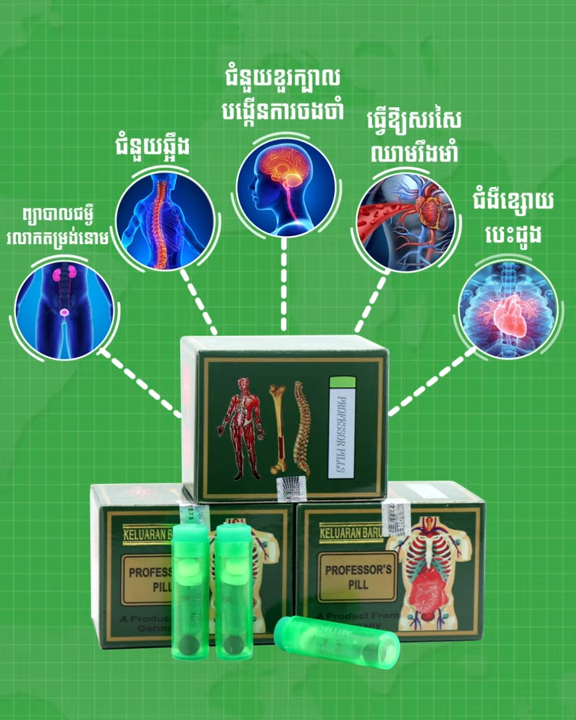 ជំនួយខួរក្បាល
បង្កើនការចងចាំ
ធ្វើឱ្យសរសៃ
ឈាមរឹងមាំ
ជំនួយឆ្អឹង
ជំងឺខ្សោយ
បេះដូង
ព្យាបាលជម្ងឺ
រលាកតម្រង់នោម
PROFESSOR PILLS
KELUARAN BARU
PROFESSOR'S
PILL
A Product From
KELUARAN
PILL
A Product